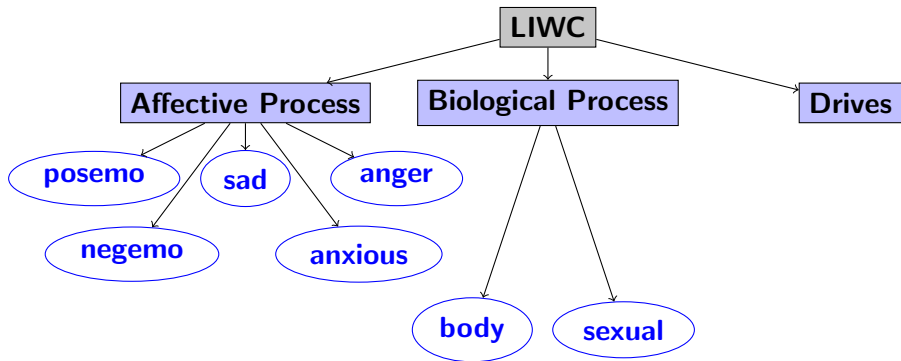 LIWC
Affective Process
Biological Process
Drives
posemo
sad
anger
negemo
anxious
body
sexual